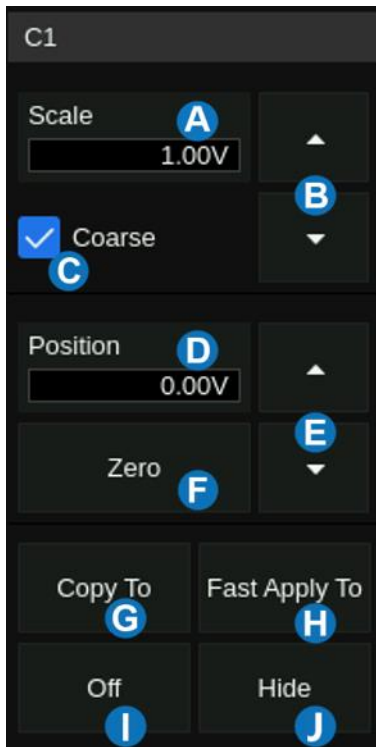 C1
Scale
A
1.00V
B
Coarse
C
Position
D
0.00V
E
Zero
F
Copy To
Fast Apply To
G
H
Off
Hide
I
J